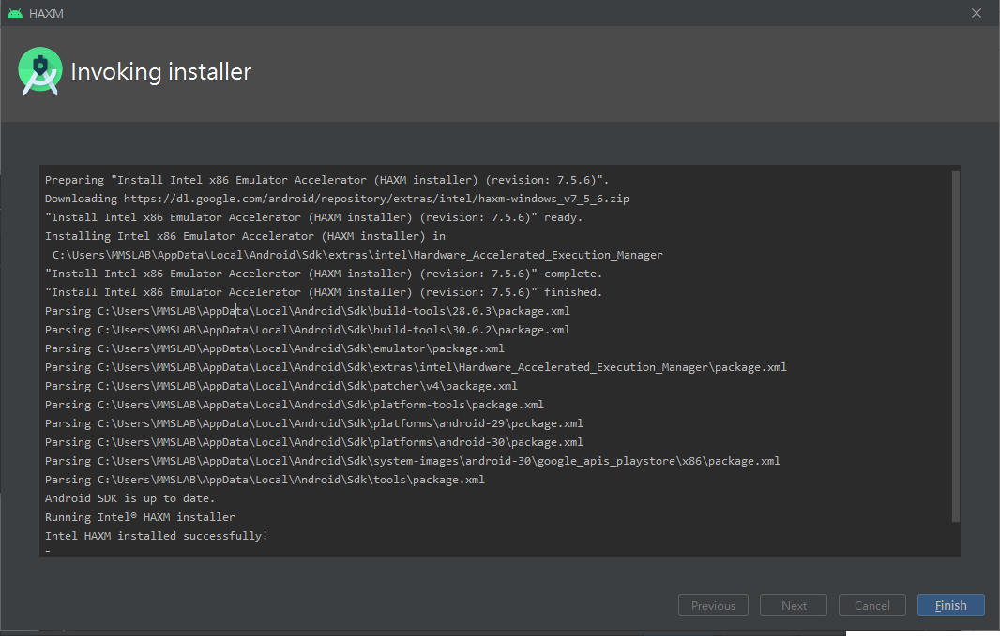 HAXM
Invoking installer
Preparing "Install Intel x86 Emulator Accelerator (HAXM installer) (revision: 7.5.6)".
Downloading https://dl.google.com/android/repository/extras/intel/haxm-windows_v7_5_6.zip
"Install Intel x86 Emulator Accelerator (HAXM installer) (revision: 7.5.6)" ready.
Installing Intel x86 Emulator Accelerator (HAXM installer) in
C:\Users\MMSLAB\AppData\Local\Android\Sdk\extras\intel\Hardware_Accelerated_Execution_Manager
"Install Intel x86 Emulator Accelerator (HAXM installer) (revision: 7.5.6)" complete.
"Install Intel x86 Emulator Accelerator (HAXM installer) (revision: 7.5.6)" finished.
Parsing C:\Users\MMSLAB\AppData\Local\Android\Sdk\build-tools\28.0.3\package.xml
Parsing C:\Users\MMSLAB\AppData\Local\Android\Sdk\build-tools\30.0.2\package.xml
Parsing C:\Users\MMSLAB\AppData\Local\Android\Sdk\emulator\package.xml
Parsing C:\Users\MMSLAB\AppData\Local\Android\Sdk\extras\intel\Hardware_Accelerated_Execution_Manager\package.xml
Parsing C:\Users\MMSLAB\AppData\Local\Android\Sdk\patcher\v4\package.xml
Parsing C:\Users\MMSLAB\AppData\Local\Android\Sdk\platform-tools\package.xml
Parsing C:\Users\MMSLAB\AppData\Local\Android\Sdk\platforms\android-29\package.xml
Parsing C:\Users\MMSLAB\AppData\Local\Android\Sdk\platforms\android-30\package.xml
Parsing C:\Users\MMSLAB\AppData\Local\Android\Sdk\system-images\android-30\google_apis_playstore\x86\package.xml
Parsing C:\Users\MMSLAB\AppData\Local\Android\Sdk\tools\package.xml
Android SDK is up to date.
Running Intel® HAXM installer
Intel HAXM installed successfully!
Previous Next Cancel Finish